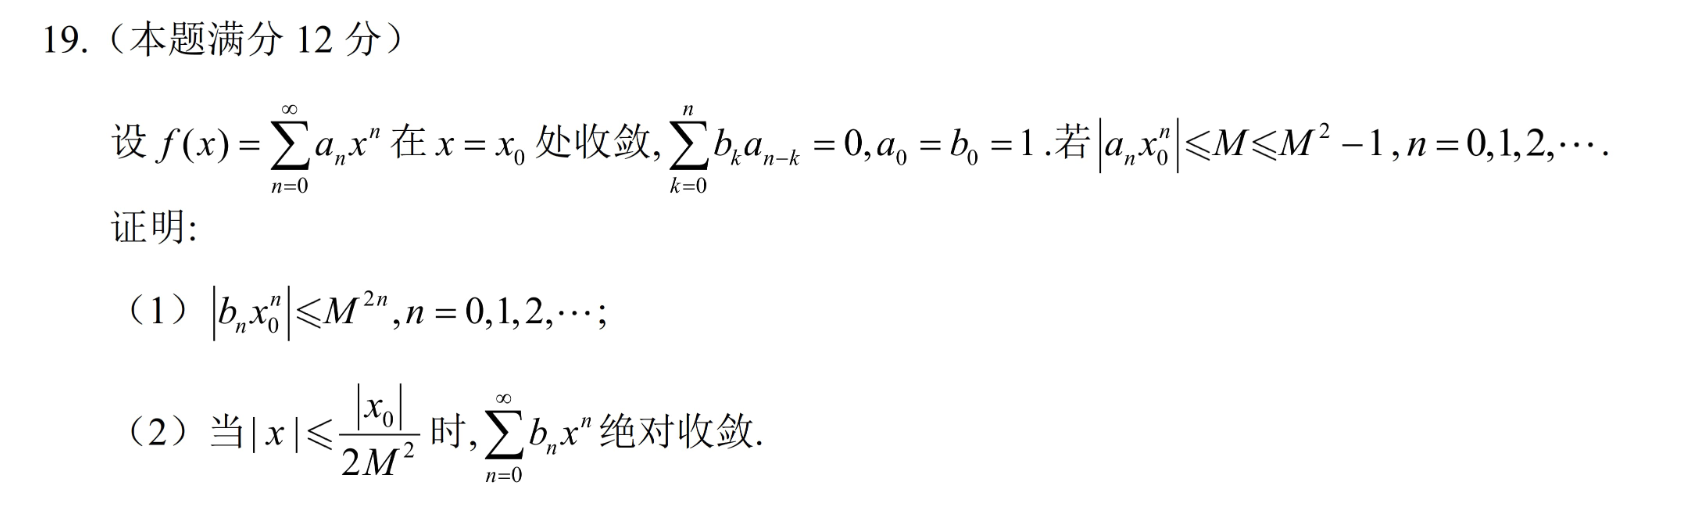 19.（本题满分 12 分）
设 $f(x)=\sum_{n=0}^{\infty}a_nx^n$ 在 $x=x_0$ 处收敛, $\sum_{k=0}^{n}b_ka_{n-k}=0,a_0=b_0=1$.若 $\left|a_nx_0^n\right|\leqslant M\leqslant M^2-1,n=0,1,2,\cdots$.
证明:
（1）$\left|b_nx_0^n\right|\leqslant M^{2n},n=0,1,2,\cdots$;
（2）当 $|x|\leqslant\frac{|x_0|}{2M^2}$ 时, $\sum_{n=0}^{\infty}b_nx^n$ 绝对收敛.